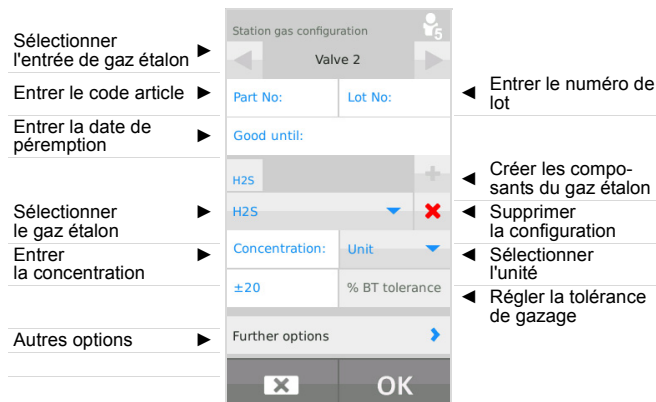 Station gas configuration
5
Sélectionner
l'entrée de gaz étalon
Valve 2
Entrer le code article
Part No:
Lot No:
Entrer le numéro de
lot
Entrer la date de
péremption
Good until:
H2S
Créer les compo-
sants du gaz étalon
Sélectionner
le gaz étalon
H2S
Supprimer
la configuration
Entrer
la concentration
Concentration:
Unit
Sélectionner
l'unité
±20
% BT tolerance
Régler la tolérance
de gazage
Autres options
Further options
OK